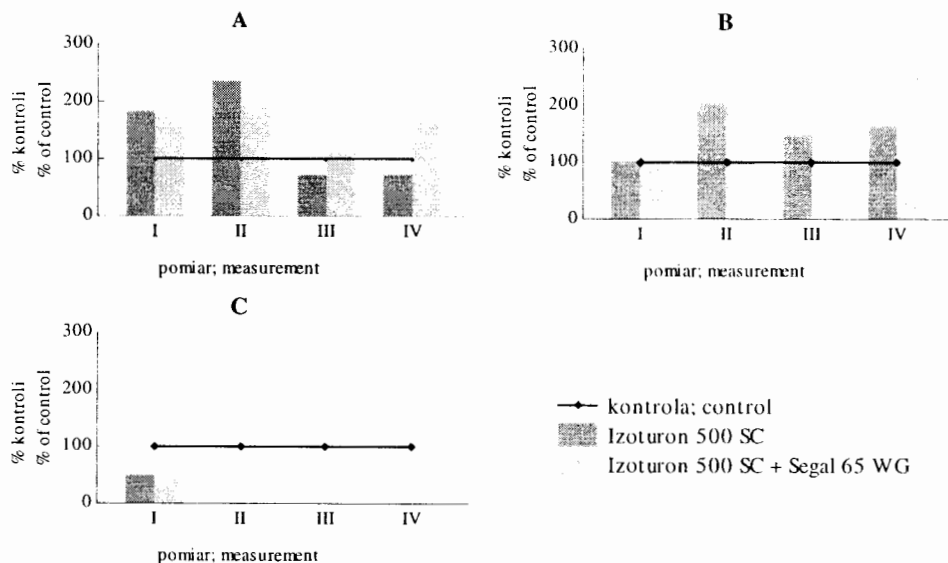 A
300
200
100
0
% kontroli
% of control
I II III IV
pomiar; measurement
B
300
200
100
0
% kontroli
% of control
I II III IV
pomiar; measurement
C
300
200
100
0
% kontroli
% of control
I II III IV
pomiar; measurement
kontrola; control
Izoturon 500 SC
Izoturon 500 SC + Segal 65 WG